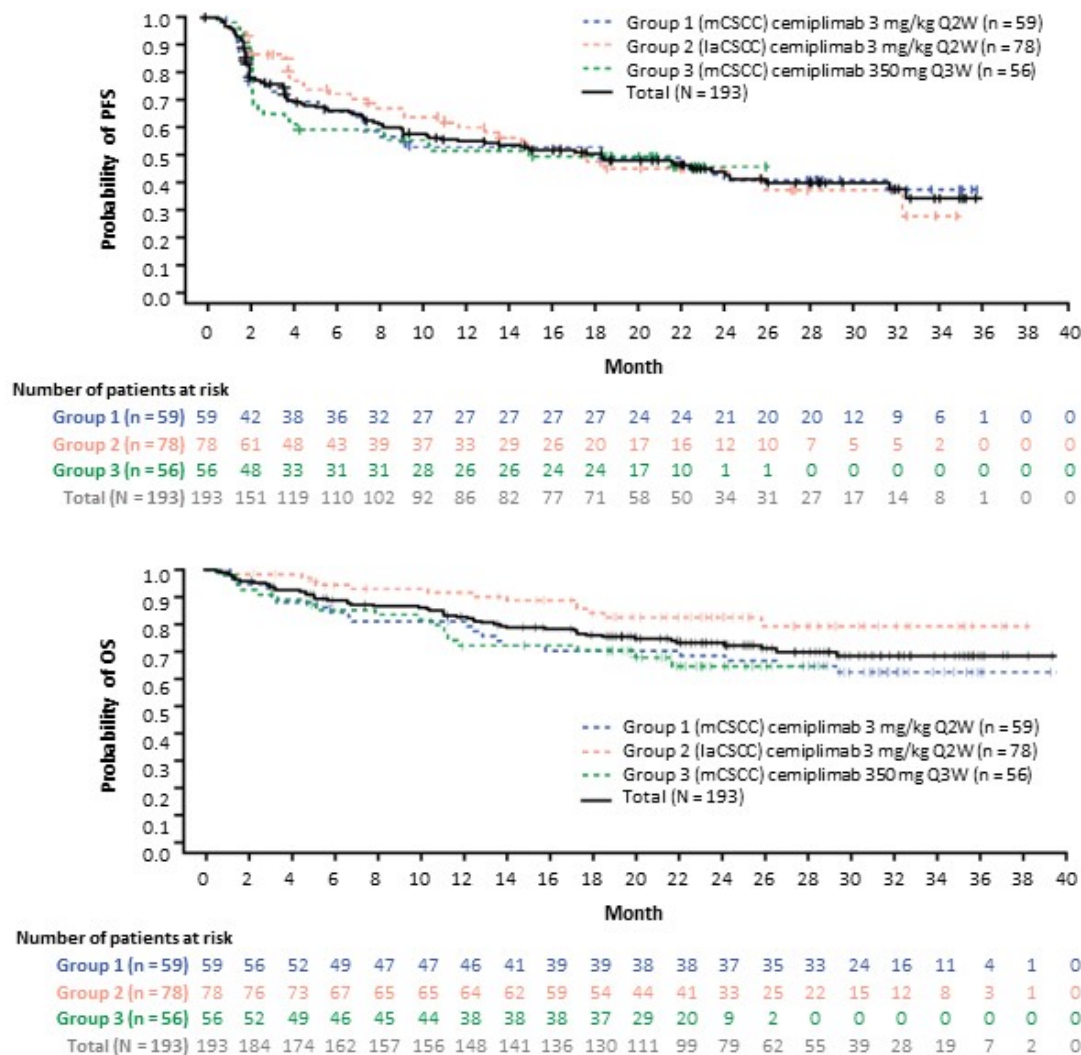 1.0
0.9
0.8
0.7
0.6
0.5
0.4
0.3
0.2
0.1
0.0
Probability of PFS
Group 1 (mCSCC) cemiplimab 3 mg/kg Q2W (n = 59)
Group 2 (laCSCC) cemiplimab 3 mg/kg Q2W (n = 78)
Group 3 (mCSCC) cemiplimab 350 mg Q3W (n = 56)
Total (N = 193)
0 2 4 6 8 10 12 14 16 18 20 22 24 26 28 30 32 34 36 38 40
Month
Number of patients at risk
Group 1 (n = 59) 59 42 38 36 32 27 27 27 27 27 24 24 21 20 20 12 9 6 1 0 0
Group 2 (n = 78) 78 61 48 43 39 37 33 29 26 20 17 16 12 10 7 5 5 2 0 0 0
Group 3 (n = 56) 56 48 33 31 31 28 26 26 24 24 17 10 1 1 0 0 0 0 0 0 0
Total (N = 193) 193 151 119 110 102 92 86 82 77 71 58 50 34 31 27 17 14 8 1 0 0
1.0
0.9
0.8
0.7
0.6
0.5
0.4
0.3
0.2
0.1
0.0
Probability of OS
Group 1 (mCSCC) cemiplimab 3 mg/kg Q2W (n = 59)
Group 2 (laCSCC) cemiplimab 3 mg/kg Q2W (n = 78)
Group 3 (mCSCC) cemiplimab 350 mg Q3W (n = 56)
Total (N = 193)
0 2 4 6 8 10 12 14 16 18 20 22 24 26 28 30 32 34 36 38 40
Month
Number of patients at risk
Group 1 (n = 59) 59 56 52 49 47 47 46 41 39 39 38 38 37 35 33 24 16 11 4 1 0
Group 2 (n = 78) 78 76 73 67 65 65 64 62 59 54 44 41 33 25 22 15 12 8 3 1 0
Group 3 (n = 56) 56 52 49 46 45 44 38 38 38 37 29 20 9 2 0 0 0 0 0 0 0
Total (N = 193) 193 184 174 162 157 156 148 141 136 130 111 99 79 62 55 39 28 19 7 2 0